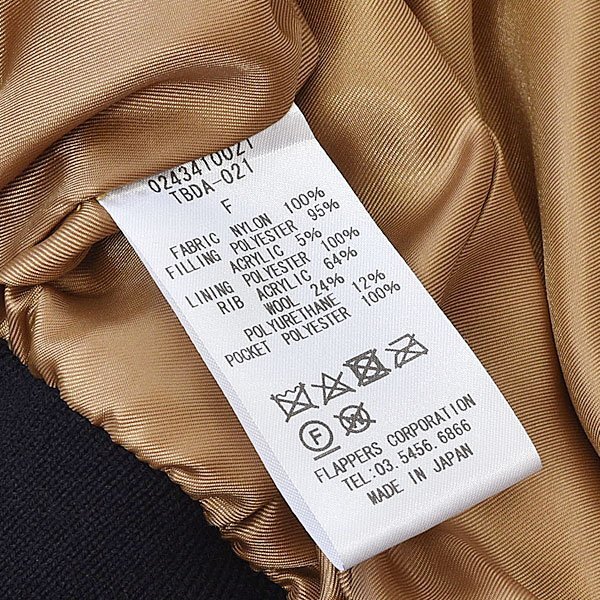 0243410021
TBDA-021
F
FABRIC NYLON 100%
FILLING POLYESTER 95%
ACRYLIC 5%
LINING POLYESTER 100%
RIB ACRYLIC 64%
WOOL 24%
POLYURETHANE 12%
POCKET POLYESTER 100%
F
W
FLAPPERS CORPORATION
TEL:03.5456.6866
MADE IN JAPAN